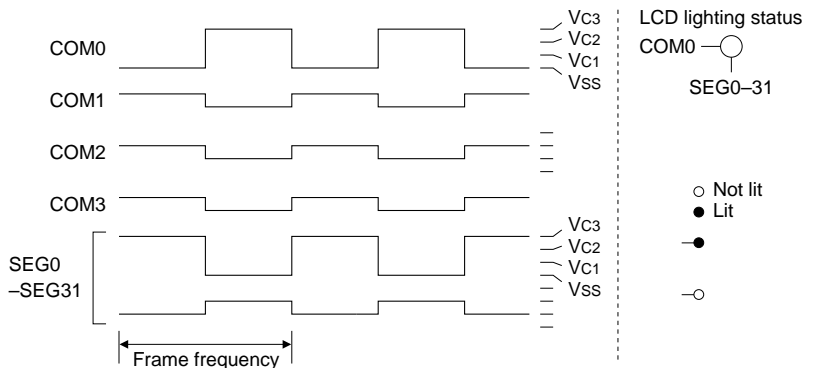 COM0
COM1
COM2
COM3
SEG0
–SEG31
Frame frequency
VC3
VC2
VC1
VSS
VC3
VC2
VC1
VSS
LCD lighting status
COM0
SEG0–31
Not lit
Lit